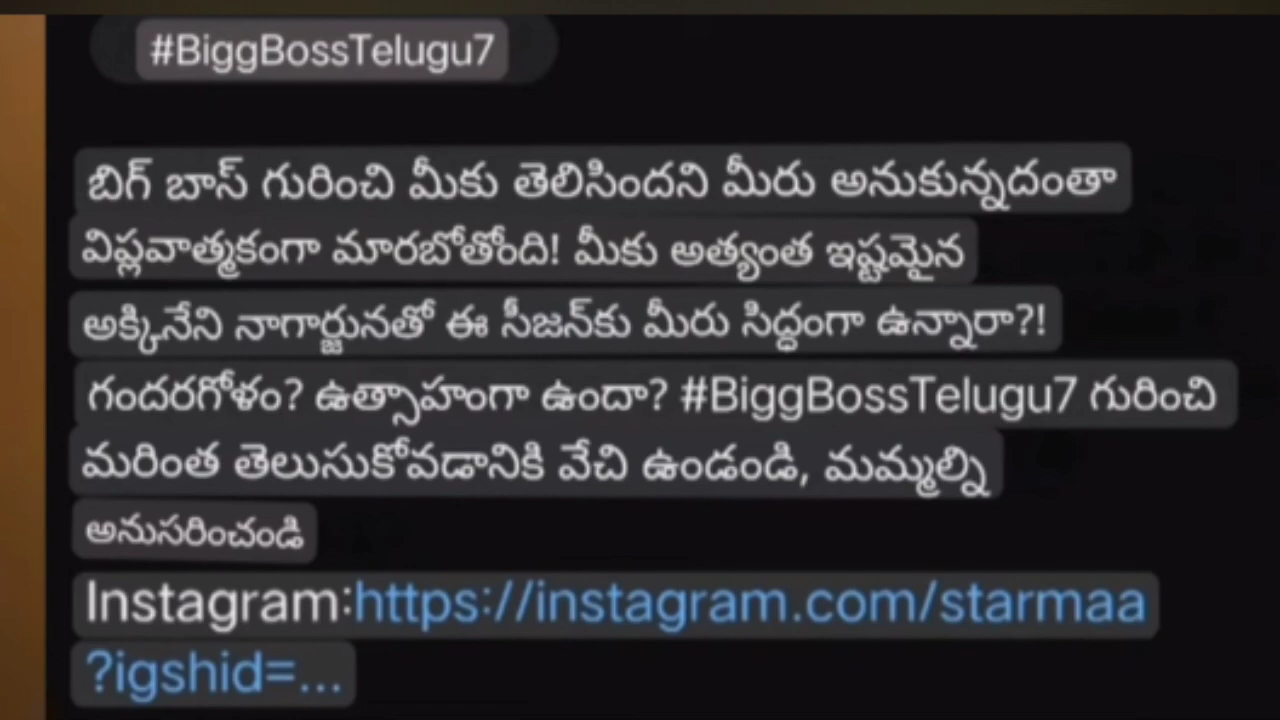 #BiggBossTelugu7
బిగ్ బాస్ గురించి మీకు తెలిసిందని మీరు అనుకున్నదంతా
విప్లవాత్మకంగా మారబోతోంది! మీకు అత్యంత ఇష్టమైన
అక్కినేని నాగార్జునతో ఈ సీజన్‌కు మీరు సిద్ధంగా ఉన్నారా?!
గందరగోళం? ఉత్సాహంగా ఉందా? #BiggBossTelugu7 గురించి
మరింత తెలుసుకోవడానికి వేచి ఉండండి, మమ్మల్ని
అనుసరించండి
Instagram:https://instagram.com/starmaa
?igshid=...